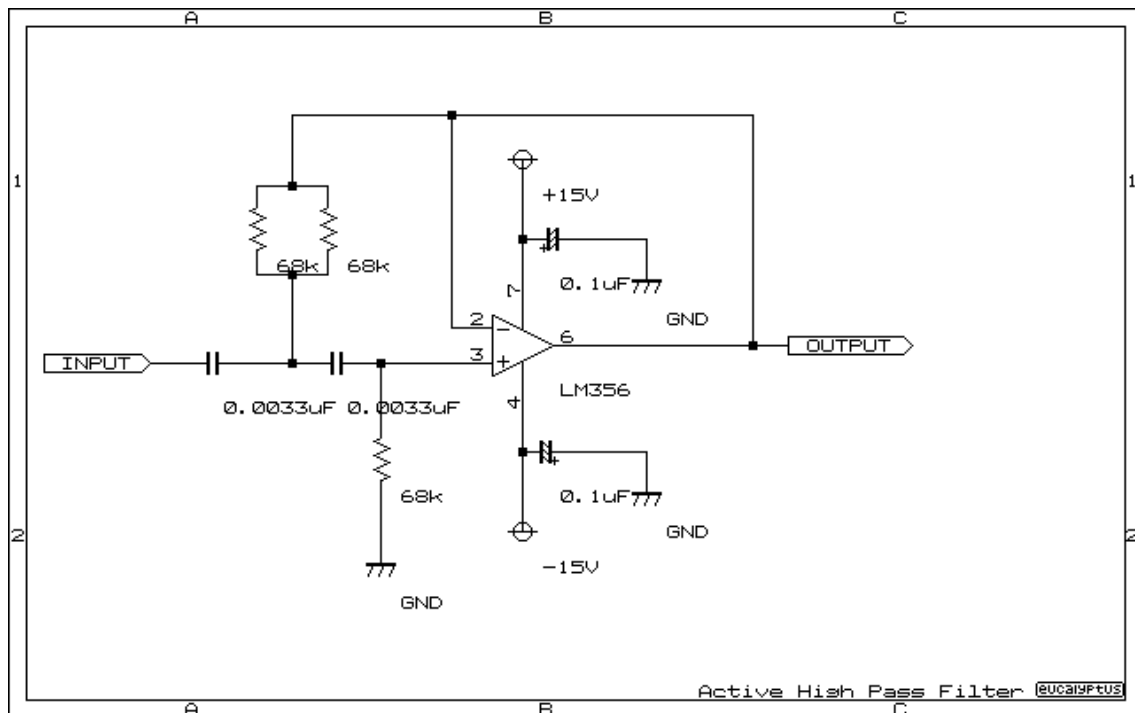 A B C
1 1
+15V
68k 68k
0.1uF
7
GND
2
6
INPUT
3
OUTPUT
LM356
4
0.0033uF 0.0033uF
68k
0.1uF
GND
2 2
-15V
GND
Active High Pass Filter eucalyptus
A B C